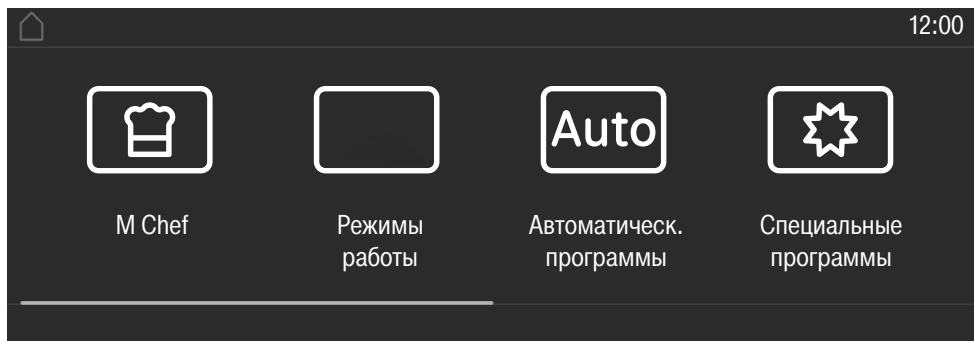 12:00
Auto
M Chef
Режимы
работы
Автоматическ.
программы
Специальные
программы